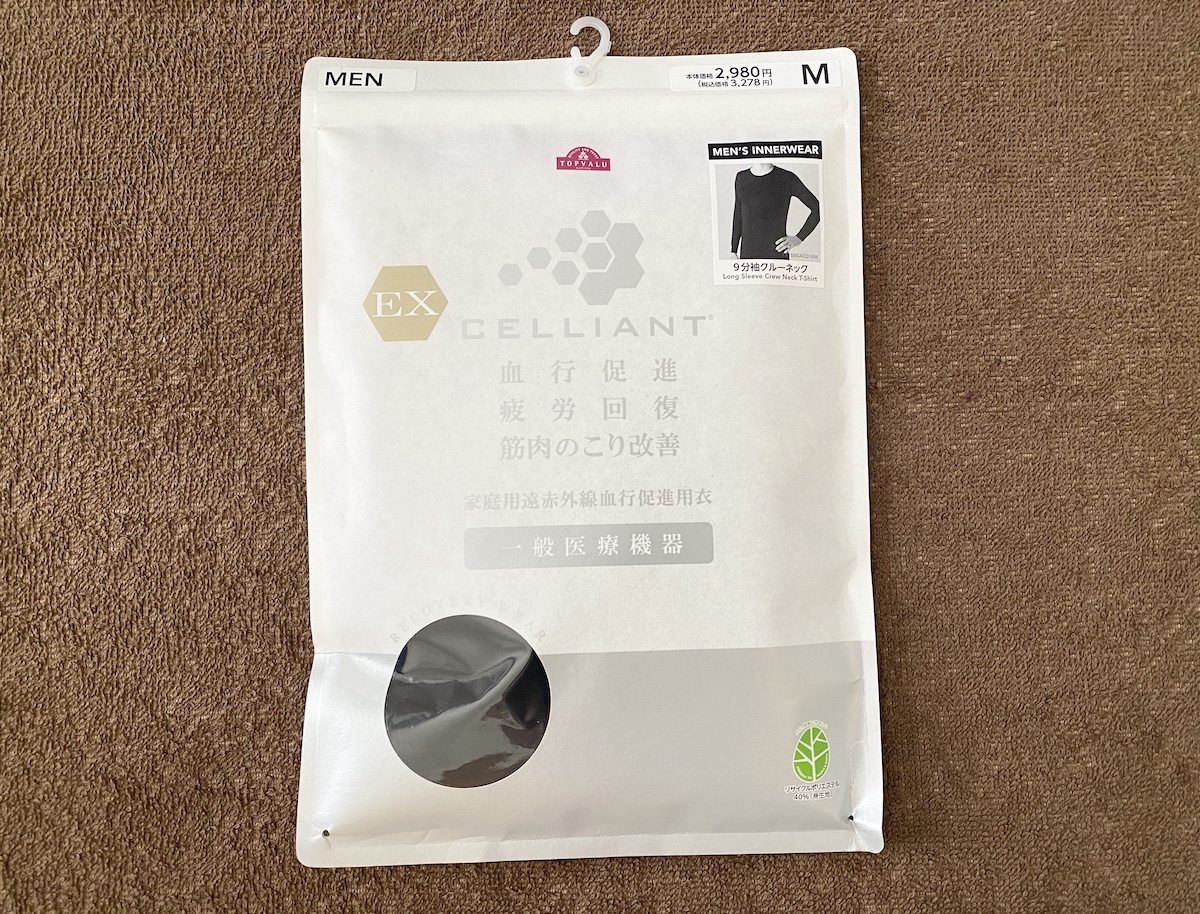 MEN
本体価格 2,980円
(税込価格 3,278円)
M
TOPVALU
MEN'S INNERWEAR
9分袖クルーネック
Long Sleeve Crew Neck T-Shirt
EX
CELLIANT®
血行促進
疲労回復
筋肉のこり改善
家庭用遠赤外線血行促進用衣
一般医療機器
RECOVERY WEAR
リサイクルポリエステル
40%(身生地)